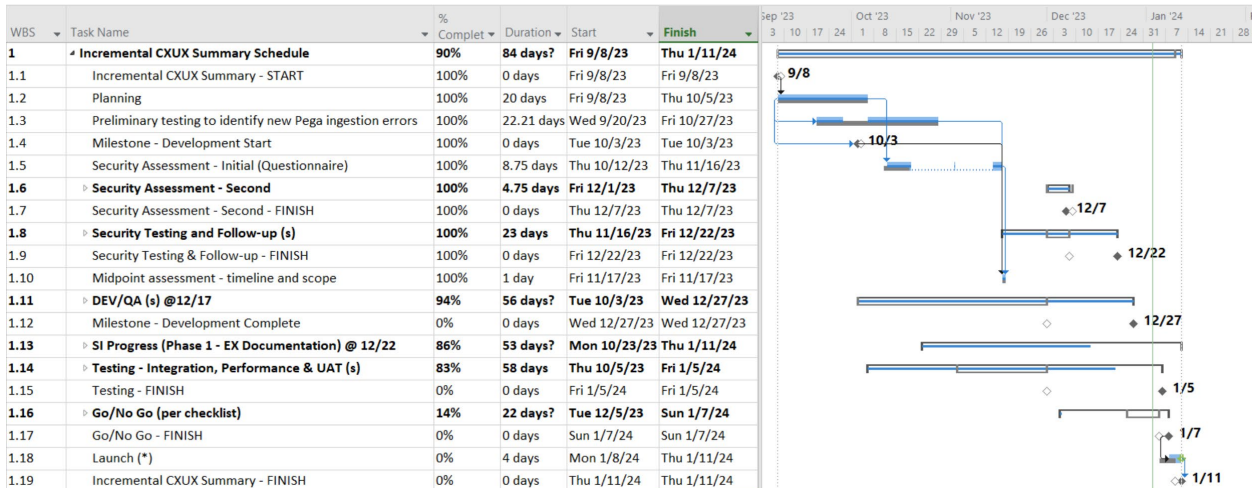 %
Sep '23 Oct '23 Nov '23 Dec '23 Jan '24
WBS Task Name Complet Duration Start Finish 3 10 17 24 1 8 15 22 29 5 12 19 26 3 10 17 24 31 7 14 21 28
1 Incremental CXUX Summary Schedule 90% 84 days? Fri 9/8/23 Thu 1/11/24
1.1 Incremental CXUX Summary - START 100% 0 days Fri 9/8/23 Fri 9/8/23 9/8
1.2 Planning 100% 20 days Fri 9/8/23 Thu 10/5/23
1.3 Preliminary testing to identify new Pega ingestion errors 100% 22.21 days Wed 9/20/23 Fri 10/27/23
1.4 Milestone - Development Start 100% 0 days Tue 10/3/23 Tue 10/3/23 10/3
1.5 Security Assessment - Initial (Questionnaire) 100% 8.75 days Thu 10/12/23 Thu 11/16/23
1.6 Security Assessment - Second 100% 4.75 days Fri 12/1/23 Thu 12/7/23
1.7 Security Assessment - Second - FINISH 100% 0 days Thu 12/7/23 Thu 12/7/23 12/7
1.8 Security Testing and Follow-up (s) 100% 23 days Thu 11/16/23 Fri 12/22/23
1.9 Security Testing & Follow-up - FINISH 100% 0 days Fri 12/22/23 Fri 12/22/23 12/22
1.10 Midpoint assessment - timeline and scope 100% 1 day Fri 11/17/23 Fri 11/17/23
1.11 DEV/QA (s) @12/17 94% 56 days? Tue 10/3/23 Wed 12/27/23
1.12 Milestone - Development Complete 0% 0 days Wed 12/27/23 Wed 12/27/23 12/27
1.13 SI Progress (Phase 1 - EX Documentation) @ 12/22 86% 53 days? Mon 10/23/23 Thu 1/11/24
1.14 Testing - Integration, Performance & UAT (s) 83% 58 days Thu 10/5/23 Fri 1/5/24
1.15 Testing - FINISH 0% 0 days Fri 1/5/24 Fri 1/5/24 1/5
1.16 Go/No Go (per checklist) 14% 22 days? Tue 12/5/23 Sun 1/7/24
1.17 Go/No Go - FINISH 0% 0 days Sun 1/7/24 Sun 1/7/24 1/7
1.18 Launch (*) 0% 4 days Mon 1/8/24 Thu 1/11/24
1.19 Incremental CXUX Summary - FINISH 0% 0 days Thu 1/11/24 Thu 1/11/24 1/11